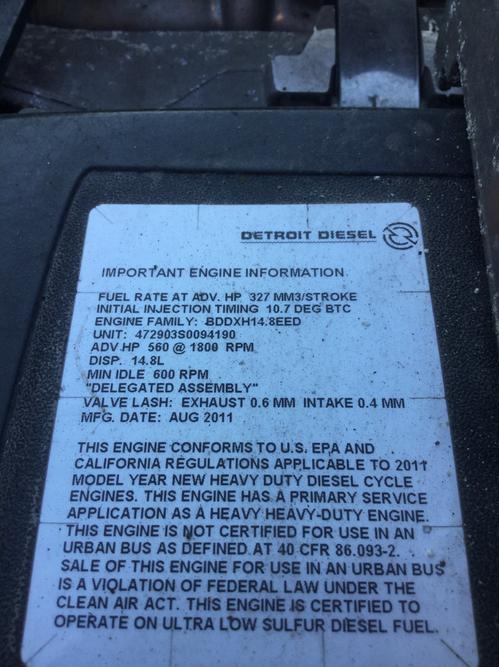 DETROIT DIESEL
IMPORTANT ENGINE INFORMATION
FUEL RATE AT ADV. HP 327 MM3/STROKE
INITIAL INJECTION TIMING 10.7 DEG BTC
ENGINE FAMILY: BDDXH14.8EED
UNIT: 472903S0094190
ADV HP 560 @ 1800 RPM
DISP. 14.8L
MIN IDLE 600 RPM
"DELEGATED ASSEMBLY"
VALVE LASH: EXHAUST 0.6 MM INTAKE 0.4 MM
MFG. DATE: AUG 2011
THIS ENGINE CONFORMS TO U.S. EPA AND
CALIFORNIA REGULATIONS APPLICABLE TO 2011
MODEL YEAR NEW HEAVY DUTY DIESEL CYCLE
ENGINES. THIS ENGINE HAS A PRIMARY SERVICE
APPLICATION AS A HEAVY HEAVY-DUTY ENGINE.
THIS ENGINE IS NOT CERTIFIED FOR USE IN AN
URBAN BUS AS DEFINED AT 40 CFR 86.093-2.
SALE OF THIS ENGINE FOR USE IN AN URBAN BUS
IS A VIOLATION OF FEDERAL LAW UNDER THE
CLEAN AIR ACT. THIS ENGINE IS CERTIFIED TO
OPERATE ON ULTRA LOW SULFUR DIESEL FUEL.